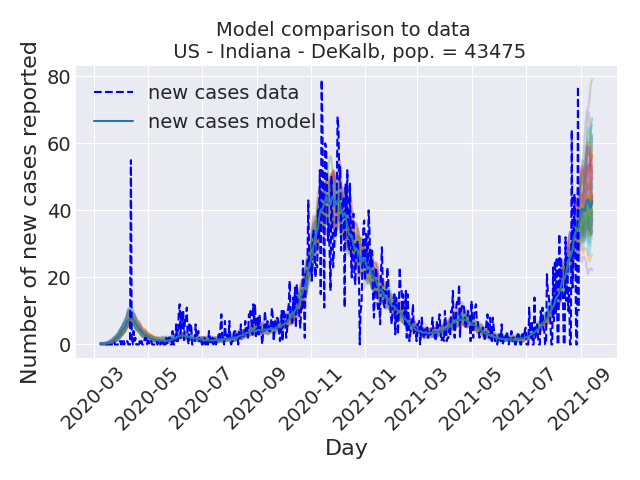 Model comparison to data
US - Indiana - DeKalb, pop. = 43475
Number of new cases reported
80
60
40
20
0
new cases data
new cases model
2020-03
2020-05
2020-07
2020-09
2020-11
2021-01
2021-03
2021-05
2021-07
2021-09
Day